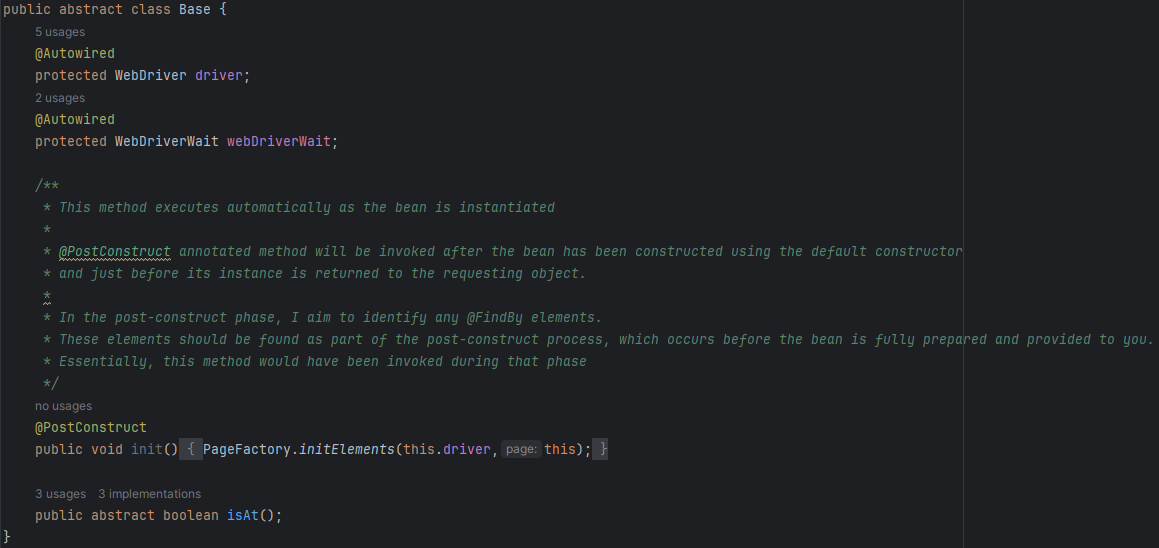 public abstract class Base {
5 usages
@Autowired
protected WebDriver driver;
2 usages
@Autowired
protected WebDriverWait webDriverWait;
/**
* This method executes automatically as the bean is instantiated
*
* @PostConstruct annotated method will be invoked after the bean has been constructed using the default constructor
* and just before its instance is returned to the requesting object.
*
* In the post-construct phase, I aim to identify any @FindBy elements.
* These elements should be found as part of the post-construct process, which occurs before the bean is fully prepared and provided to you.
* Essentially, this method would have been invoked during that phase
*/
no usages
@PostConstruct
public void init() { PageFactory.initElements(this.driver, page: this); }
3 usages 3 implementations
public abstract boolean isAt();
}